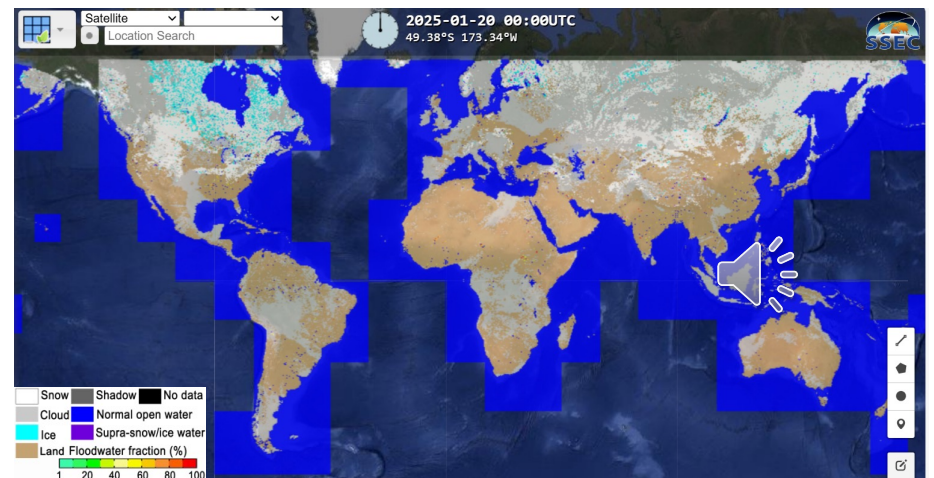 Satellite
Location Search
2025-01-20 00:00UTC
49.38°S 173.34°W
SSEC
Snow Shadow No data
Cloud Normal open water
Ice Supra-snow/ice water
Land Floodwater fraction (%)
1 20 40 60 80 100